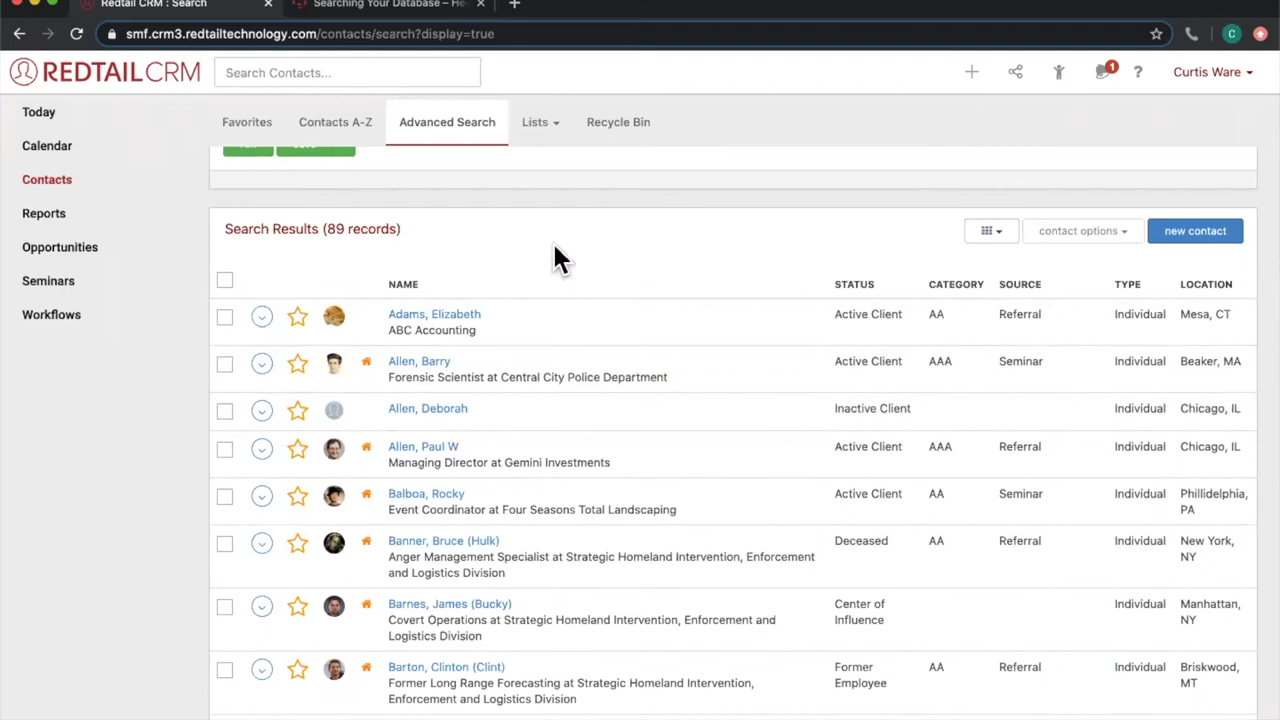 Redtail CRM : Search
Searching Your Database – He
smf.crm3.redtailtechnology.com/contacts/search?display=true
C
REDTAILCRM
Search Contacts...
1
?
Curtis Ware
Today
Calendar
Contacts
Reports
Opportunities
Seminars
Workflows
Favorites
Contacts A-Z
Advanced Search
Lists
Recycle Bin
Search Results (89 records)
contact options
new contact
NAME STATUS CATEGORY SOURCE TYPE LOCATION
Adams, Elizabeth Active Client AA Referral Individual Mesa, CT
ABC Accounting
Allen, Barry Active Client AAA Seminar Individual Beaker, MA
Forensic Scientist at Central City Police Department
Allen, Deborah Inactive Client Individual Chicago, IL
Allen, Paul W Active Client AAA Referral Individual Chicago, IL
Managing Director at Gemini Investments
Balboa, Rocky Active Client AA Seminar Individual Phillidelphia,
Event Coordinator at Four Seasons Total Landscaping PA
Banner, Bruce (Hulk) Deceased AA Referral Individual New York,
Anger Management Specialist at Strategic Homeland Intervention, Enforcement NY
and Logistics Division
Barnes, James (Bucky) Center of Individual Manhattan,
Covert Operations at Strategic Homeland Intervention, Enforcement and Influence NY
Logistics Division
Barton, Clinton (Clint) Former AA Referral Individual Briskwood,
Former Long Range Forecasting at Strategic Homeland Intervention, Employee MT
Enforcement and Logistics Division